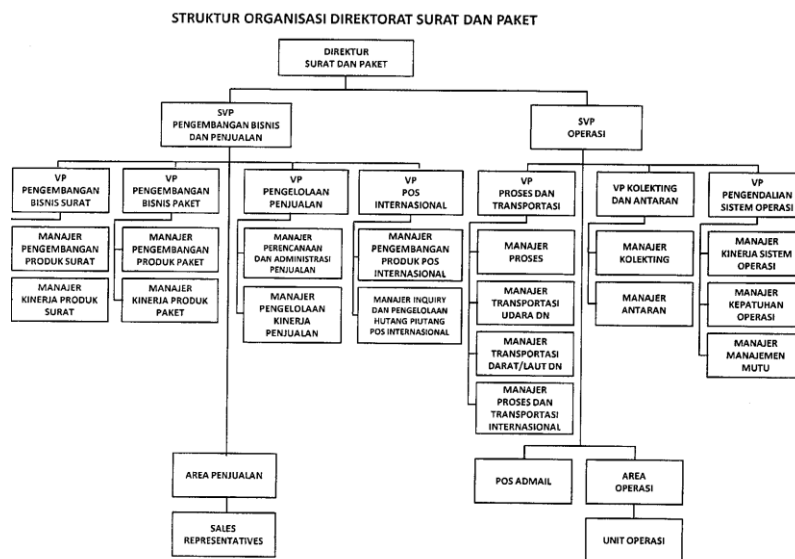 STRUKTUR ORGANISASI DIREKTORAT SURAT DAN PAKET
DIREKTUR
SURAT DAN PAKET
SVP
PENGEMBANGAN BISNIS
DAN PENJUALAN
SVP
OPERASI
VP
PENGEMBANGAN
BISNIS SURAT
VP
PENGEMBANGAN
BISNIS PAKET
VP
PENGELOLAAN
PENJUALAN
VP
POS
INTERNASIONAL
VP
PROSES DAN
TRANSPORTASI
VP KOLEKTING
DAN ANTARAN
VP
PENGENDALIAN
SISTEM OPERASI
MANAJER
PENGEMBANGAN
PRODUK SURAT
MANAJER
KINERJA PRODUK
SURAT
MANAJER
PENGEMBANGAN
PRODUK PAKET
MANAJER
KINERJA PRODUK
PAKET
MANAJER
PERENCANAAN
DAN ADMINISTRASI
PENJUALAN
MANAJER
PENGELOLAAN
KINERJA
PENJUALAN
MANAJER
PENGEMBANGAN
PRODUK POS
INTERNASIONAL
MANAJER INQUIRY
DAN PENGELOLAAN
HUTANG PIUTANG
POS INTERNASIONAL
MANAJER
PROSES
MANAJER
TRANSPORTASI
UDARA DN
MANAJER
TRANSPORTASI
DARAT/LAUT DN
MANAJER
PROSES DAN
TRANSPORTASI
INTERNASIONAL
MANAJER
KOLEKTING
MANAJER
ANTARAN
MANAJER
KINERJA SISTEM
OPERASI
MANAJER
KEPATUHAN
OPERASI
MANAJER
MANAJEMEN
MUTU
AREA PENJUALAN
SALES
REPRESENTATIVES
POS ADMAIL
AREA
OPERASI
UNIT OPERASI